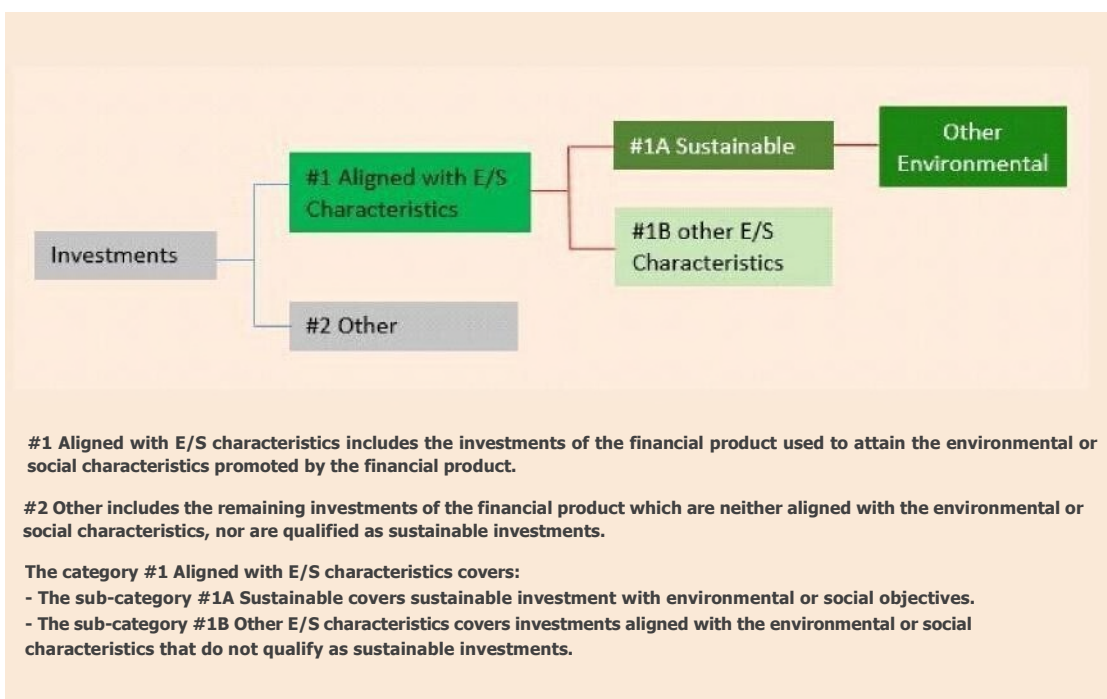 Investments
#1 Aligned with E/S
Characteristics
#2 Other
#1A Sustainable
#1B other E/S
Characteristics
Other
Environmental
#1 Aligned with E/S characteristics includes the investments of the financial product used to attain the environmental or
social characteristics promoted by the financial product.
#2 Other includes the remaining investments of the financial product which are neither aligned with the environmental or
social characteristics, nor are qualified as sustainable investments.
The category #1 Aligned with E/S characteristics covers:
- The sub-category #1A Sustainable covers sustainable investment with environmental or social objectives.
- The sub-category #1B Other E/S characteristics covers investments aligned with the environmental or social
characteristics that do not qualify as sustainable investments.